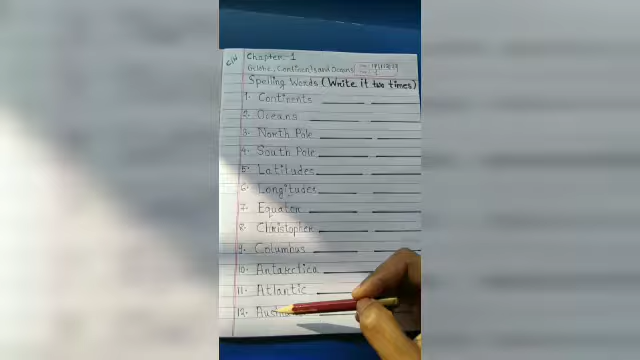 C.W
Chapter-1
Globe: Continents and Oceans
Spelling Words (Write it two times)
1. Continents
2. Oceans
3. North Pole
4. South Pole
5. Latitudes
6. Longitudes
7. Equator
8. Christopher
9. Columbus
10. Antarctica
11. Atlantic
12.